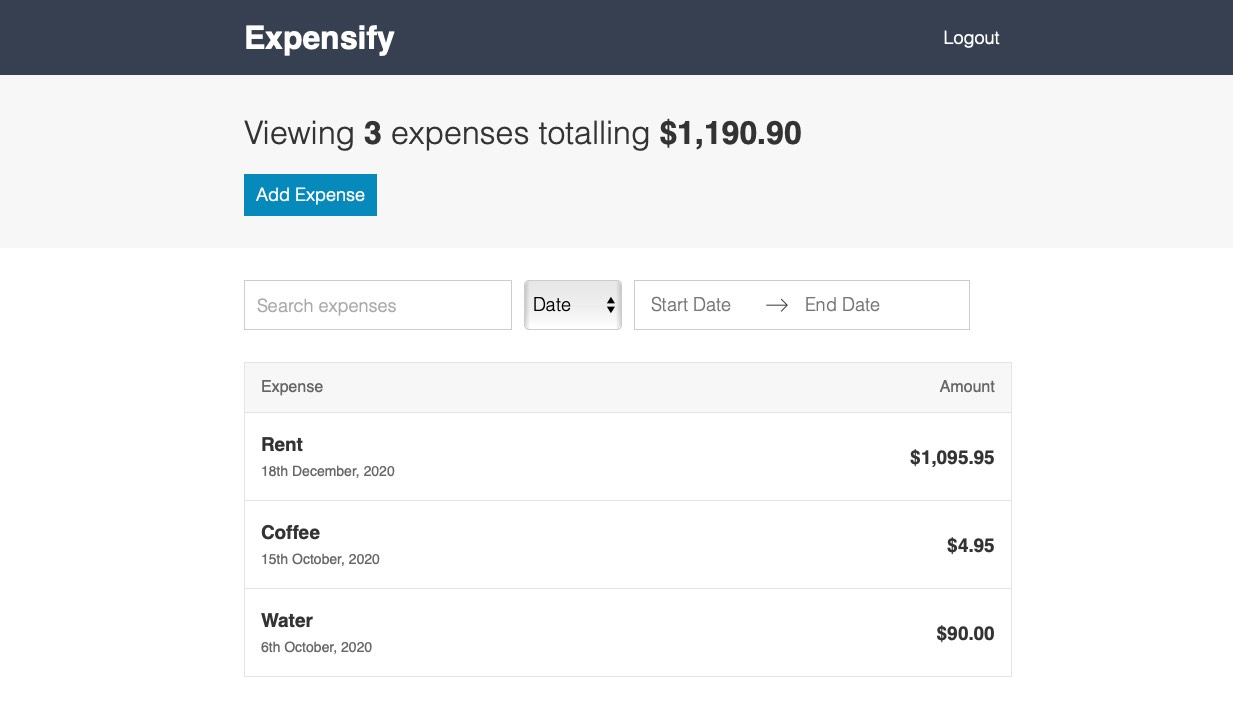 Expensify
Logout
Viewing 3 expenses totalling $1,190.90
Add Expense
Search expenses
Date
Start Date
End Date
Expense
Amount
Rent
18th December, 2020
$1,095.95
Coffee
15th October, 2020
$4.95
Water
6th October, 2020
$90.00